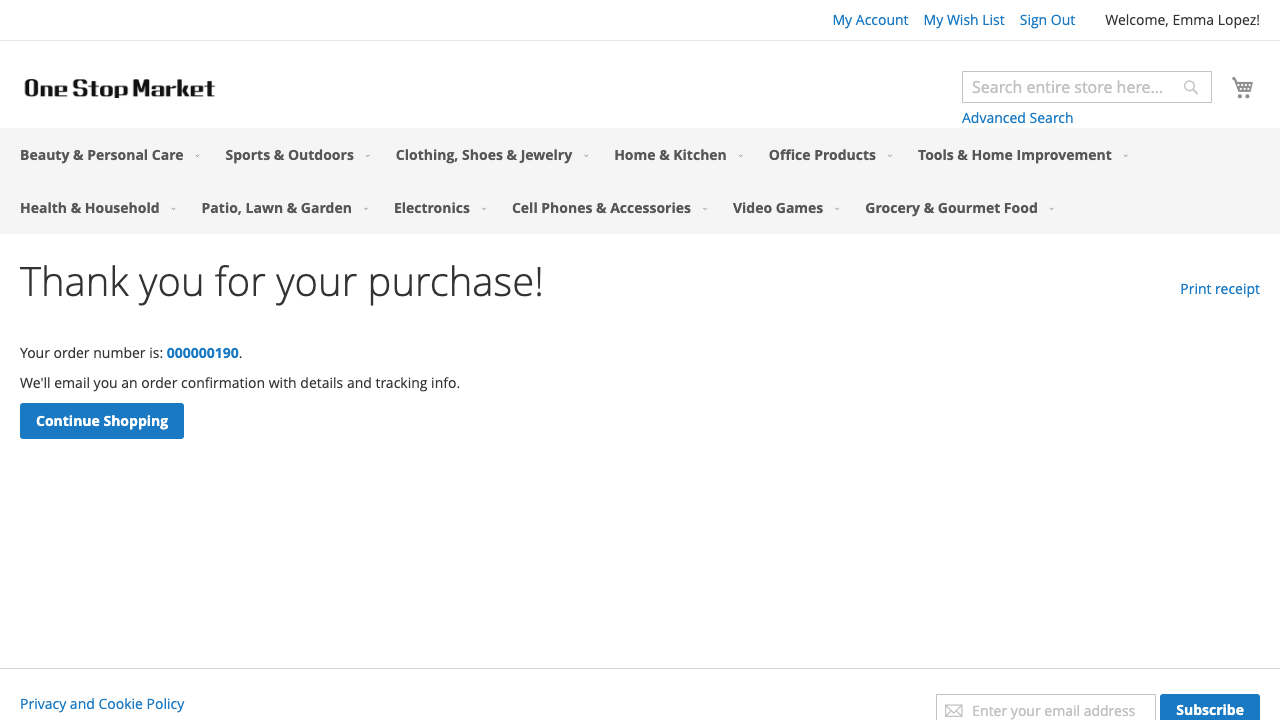 My Account My Wish List Sign Out Welcome, Emma Lopez!
One Stop Market
Search entire store here...
Advanced Search
Beauty & Personal Care Sports & Outdoors Clothing, Shoes & Jewelry Home & Kitchen Office Products Tools & Home Improvement
Health & Household Patio, Lawn & Garden Electronics Cell Phones & Accessories Video Games Grocery & Gourmet Food
Thank you for your purchase!
Print receipt
Your order number is: 000000190.
We'll email you an order confirmation with details and tracking info.
Continue Shopping
Privacy and Cookie Policy
Enter your email address
Subscribe